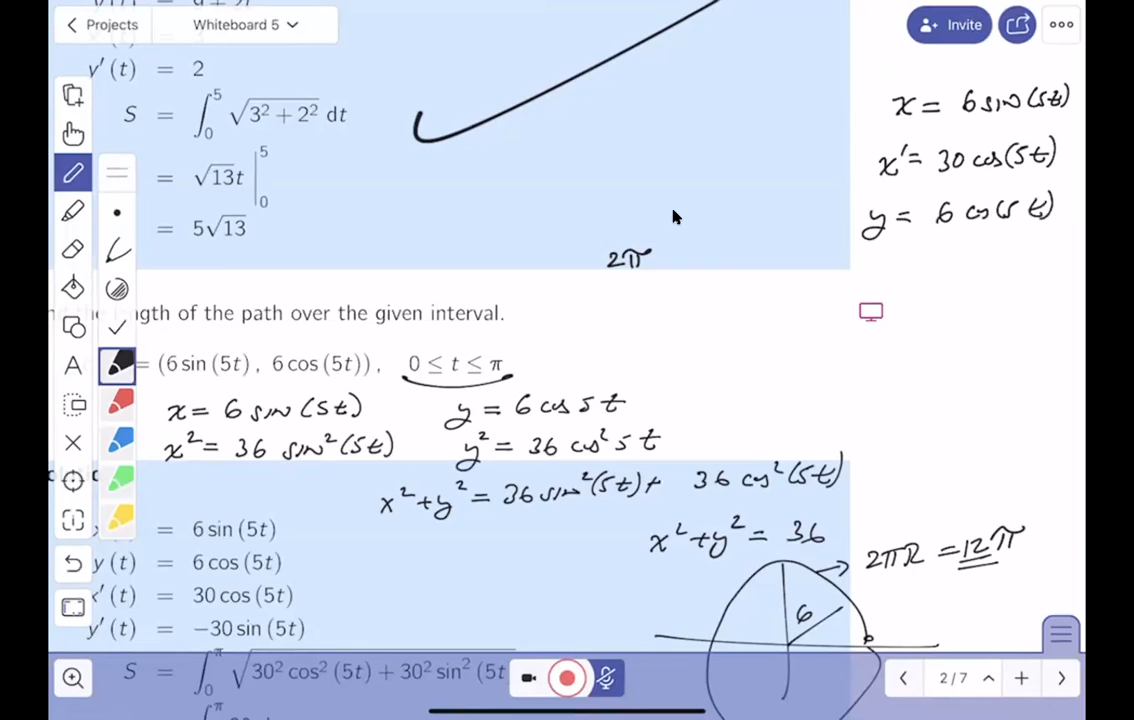 Projects
Whiteboard 5
Invite
y′(t) = 2
S = ∫₀⁵ √(3² + 2²) dt
= √13t |₀⁵
= 5√13
x = 6 sin(5t)
x′ = 30 cos(5t)
y = 6 cos(5t)
2π
length of the path over the given interval.
= (6 sin (5t), 6 cos (5t)), 0 ≤ t ≤ π
x = 6 sin(5t) y = 6 cos 5t
x² = 36 sin²(5t) y² = 36 cos² 5t
x² + y² = 36 sin²(5t) + 36 cos²(5t)
x² + y² = 36
2πR = 12π
6
= 6 sin (5t)
y(t) = 6 cos (5t)
x′(t) = 30 cos (5t)
y′(t) = −30 sin (5t)
S = ∫₀^π √(30² cos² (5t) + 30² sin² (5t
2/7